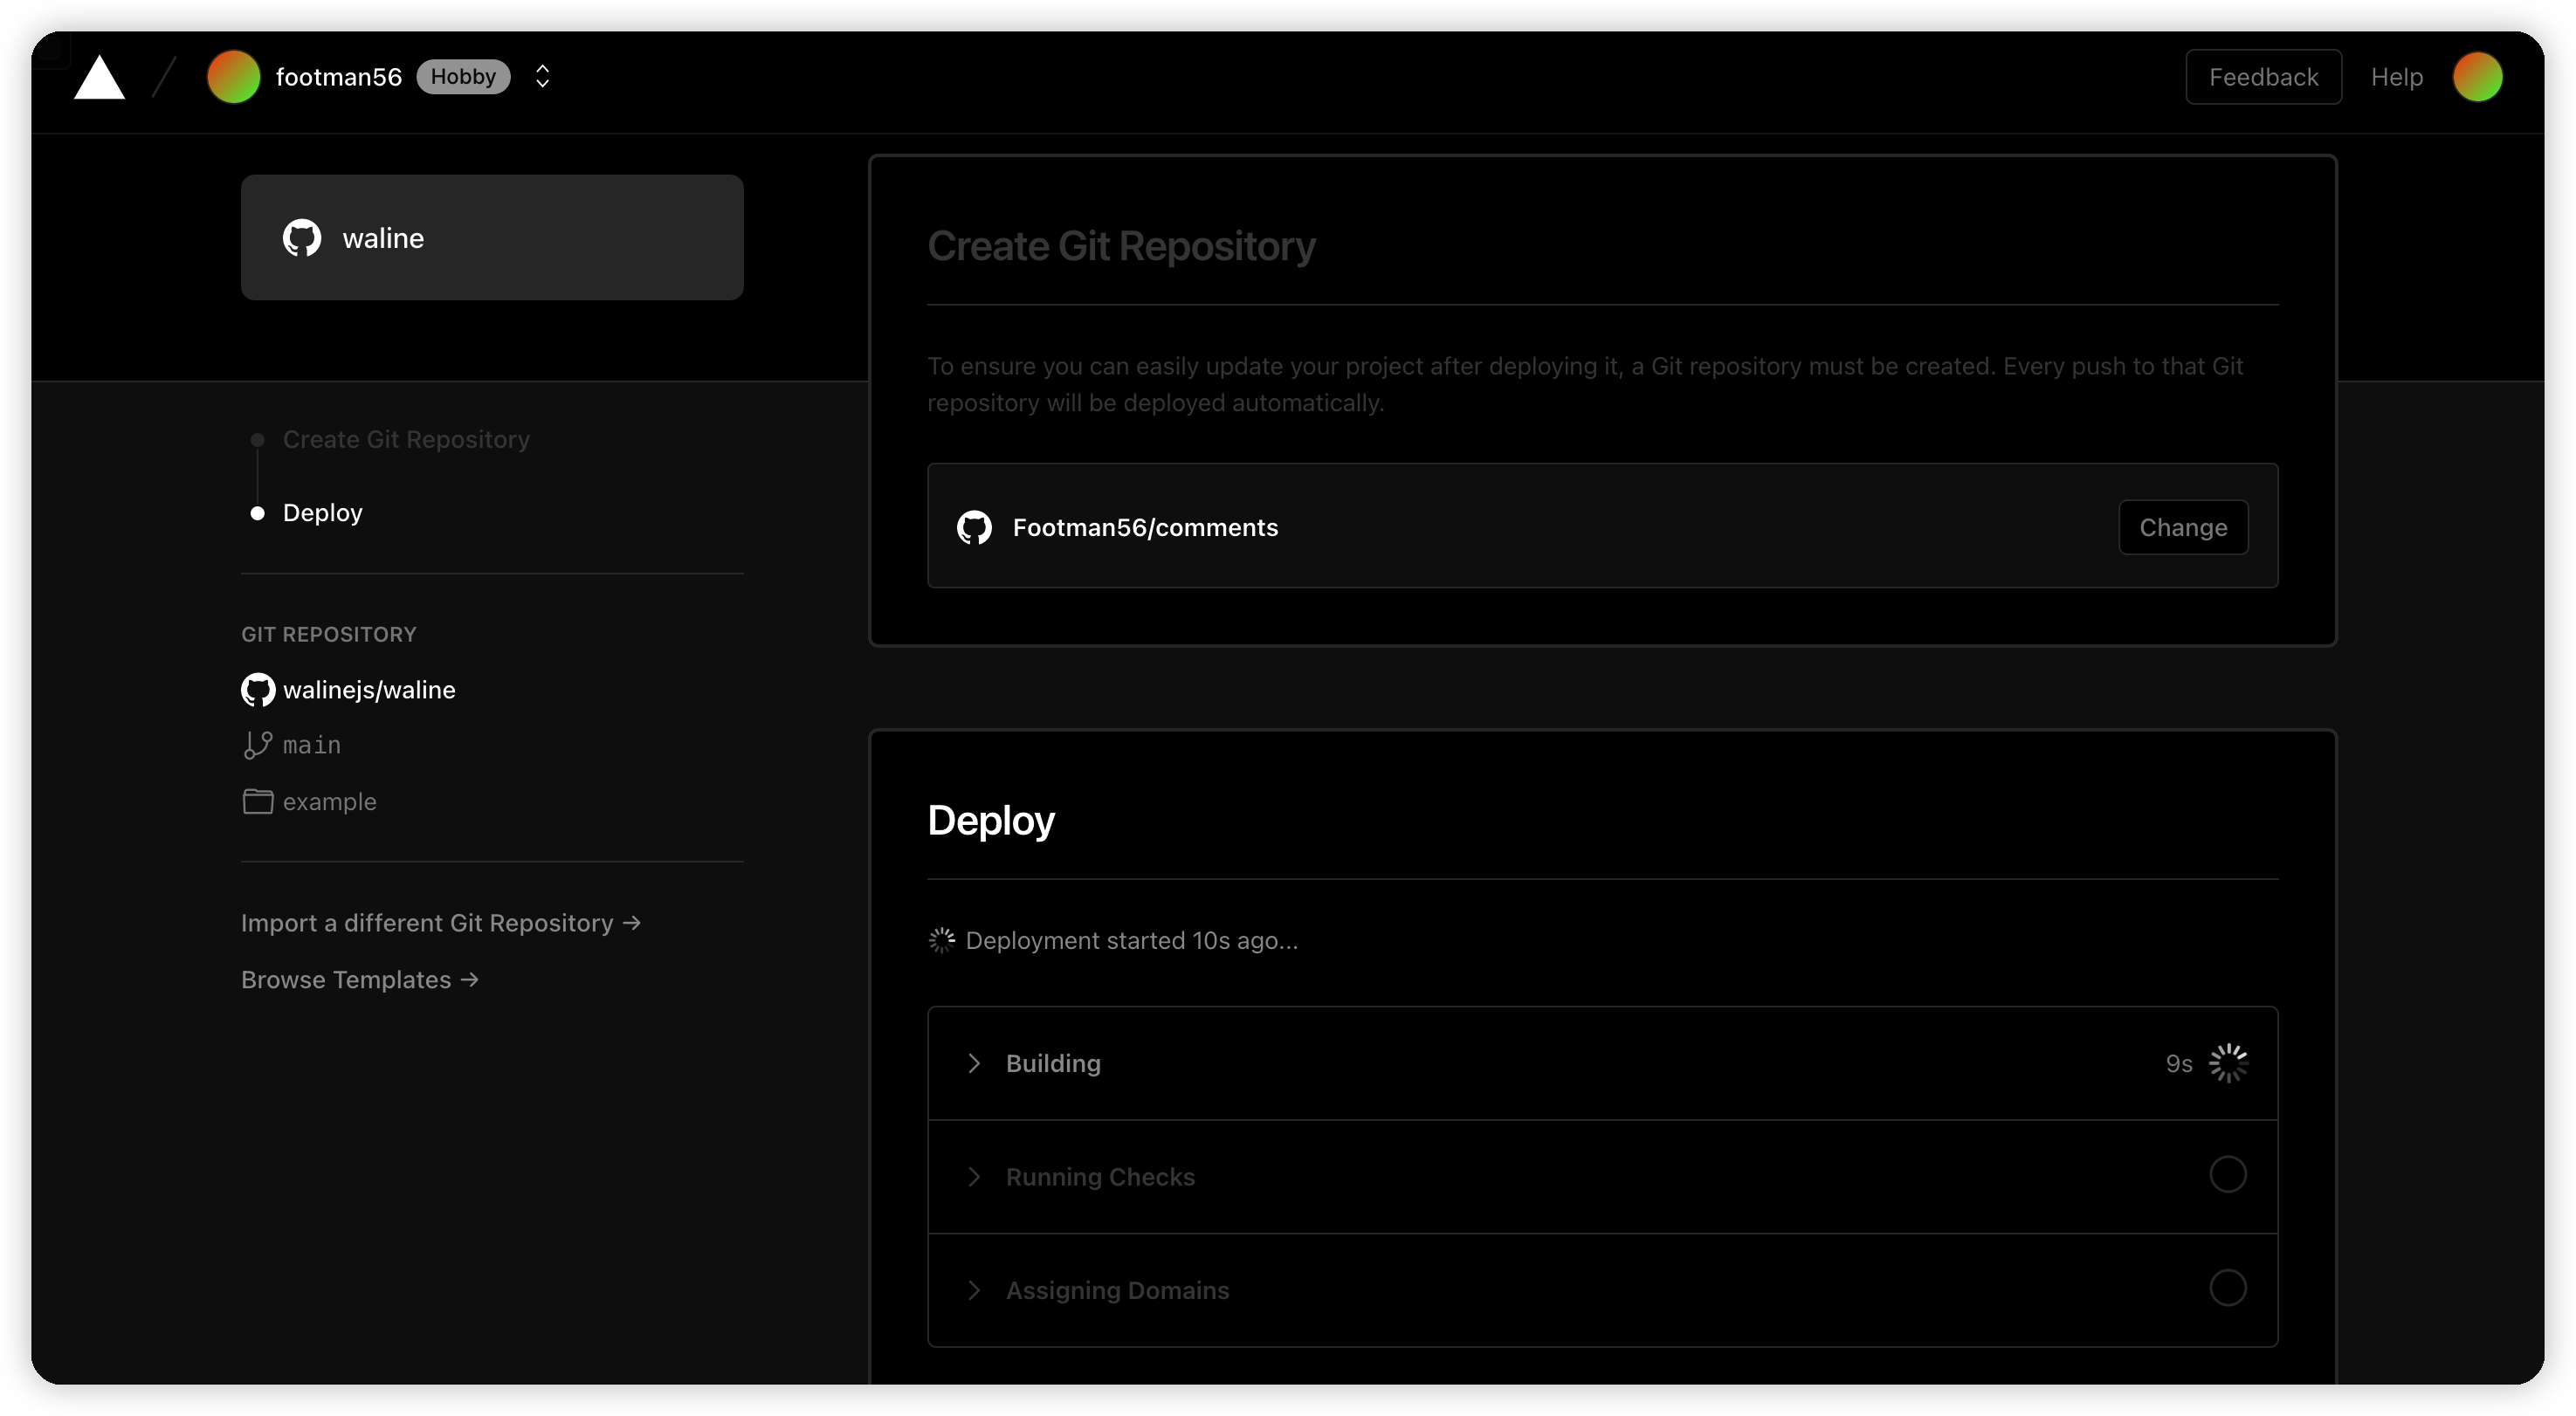 footman56 Hobby
Feedback Help
waline
Create Git Repository
Deploy
GIT REPOSITORY
walinejs/waline
main
example
Import a different Git Repository →
Browse Templates →
Create Git Repository
To ensure you can easily update your project after deploying it, a Git repository must be created. Every push to that Git
repository will be deployed automatically.
Footman56/comments Change
Deploy
Deployment started 10s ago...
Building 9s
Running Checks
Assigning Domains